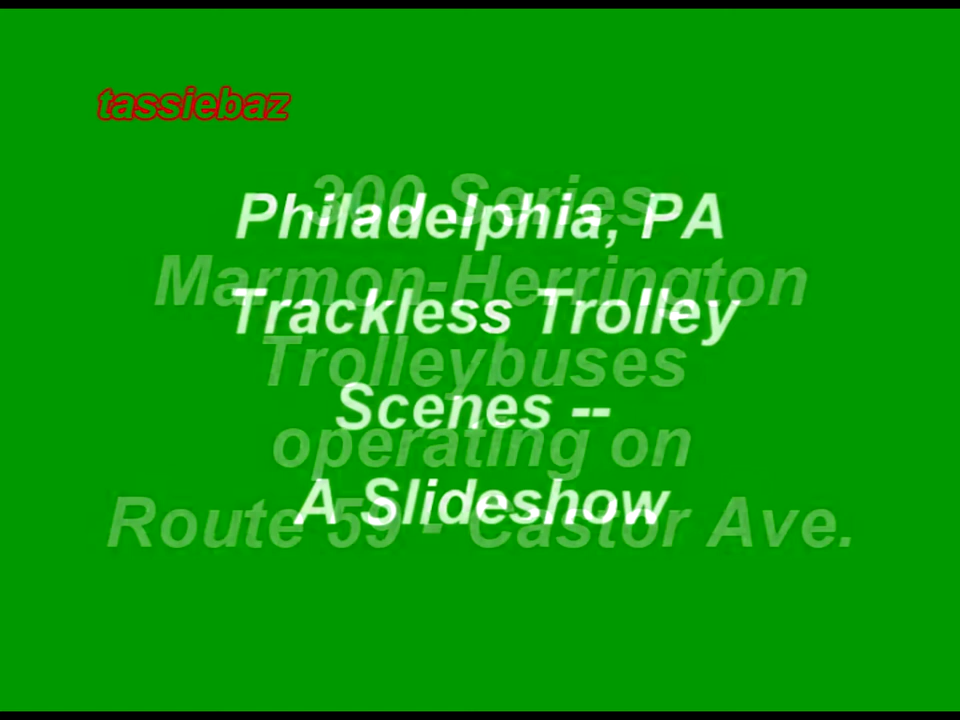 tassiebaz
Philadelphia, PA
Trackless Trolley
Scenes --
A Slideshow
300 Series
Marmon-Herrington
Trolleybuses
operating on
Route 59 - Castor Ave.